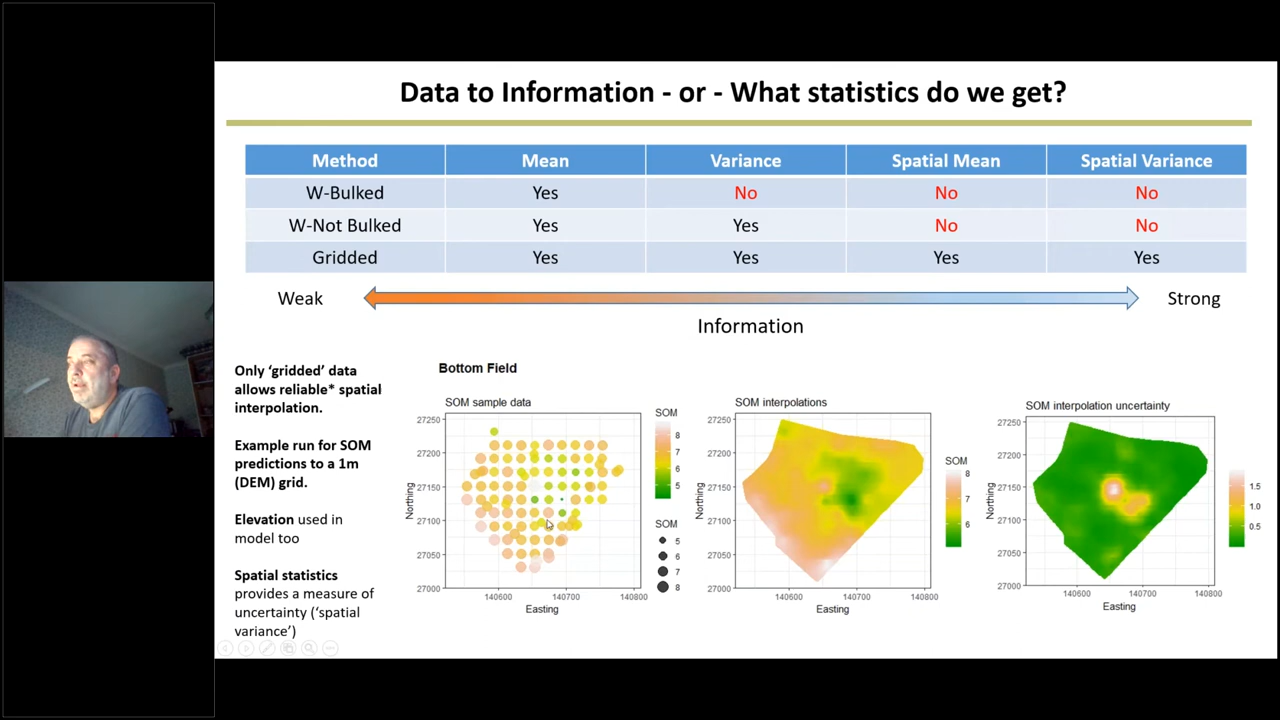 Data to Information - or - What statistics do we get?
Method Mean Variance Spatial Mean Spatial Variance
W-Bulked Yes No No No
W-Not Bulked Yes Yes No No
Gridded Yes Yes Yes Yes
Weak Strong
Information
Only ‘gridded’ data
allows reliable* spatial
interpolation.
Example run for SOM
predictions to a 1m
(DEM) grid.
Elevation used in
model too
Spatial statistics
provides a measure of
uncertainty (‘spatial
variance’)
Bottom Field
SOM sample data
27250
27200
27150
27100
27050
27000
Northing
140600 140700 140800
Easting
SOM
8
7
6
5
SOM
5
6
7
8
SOM interpolations
27250
27200
27150
27100
27050
27000
Northing
140600 140700 140800
Easting
SOM
8
7
6
SOM interpolation uncertainty
27250
27200
27150
27100
27050
27000
Northing
140600 140700 140800
Easting
1.5
1.0
0.5